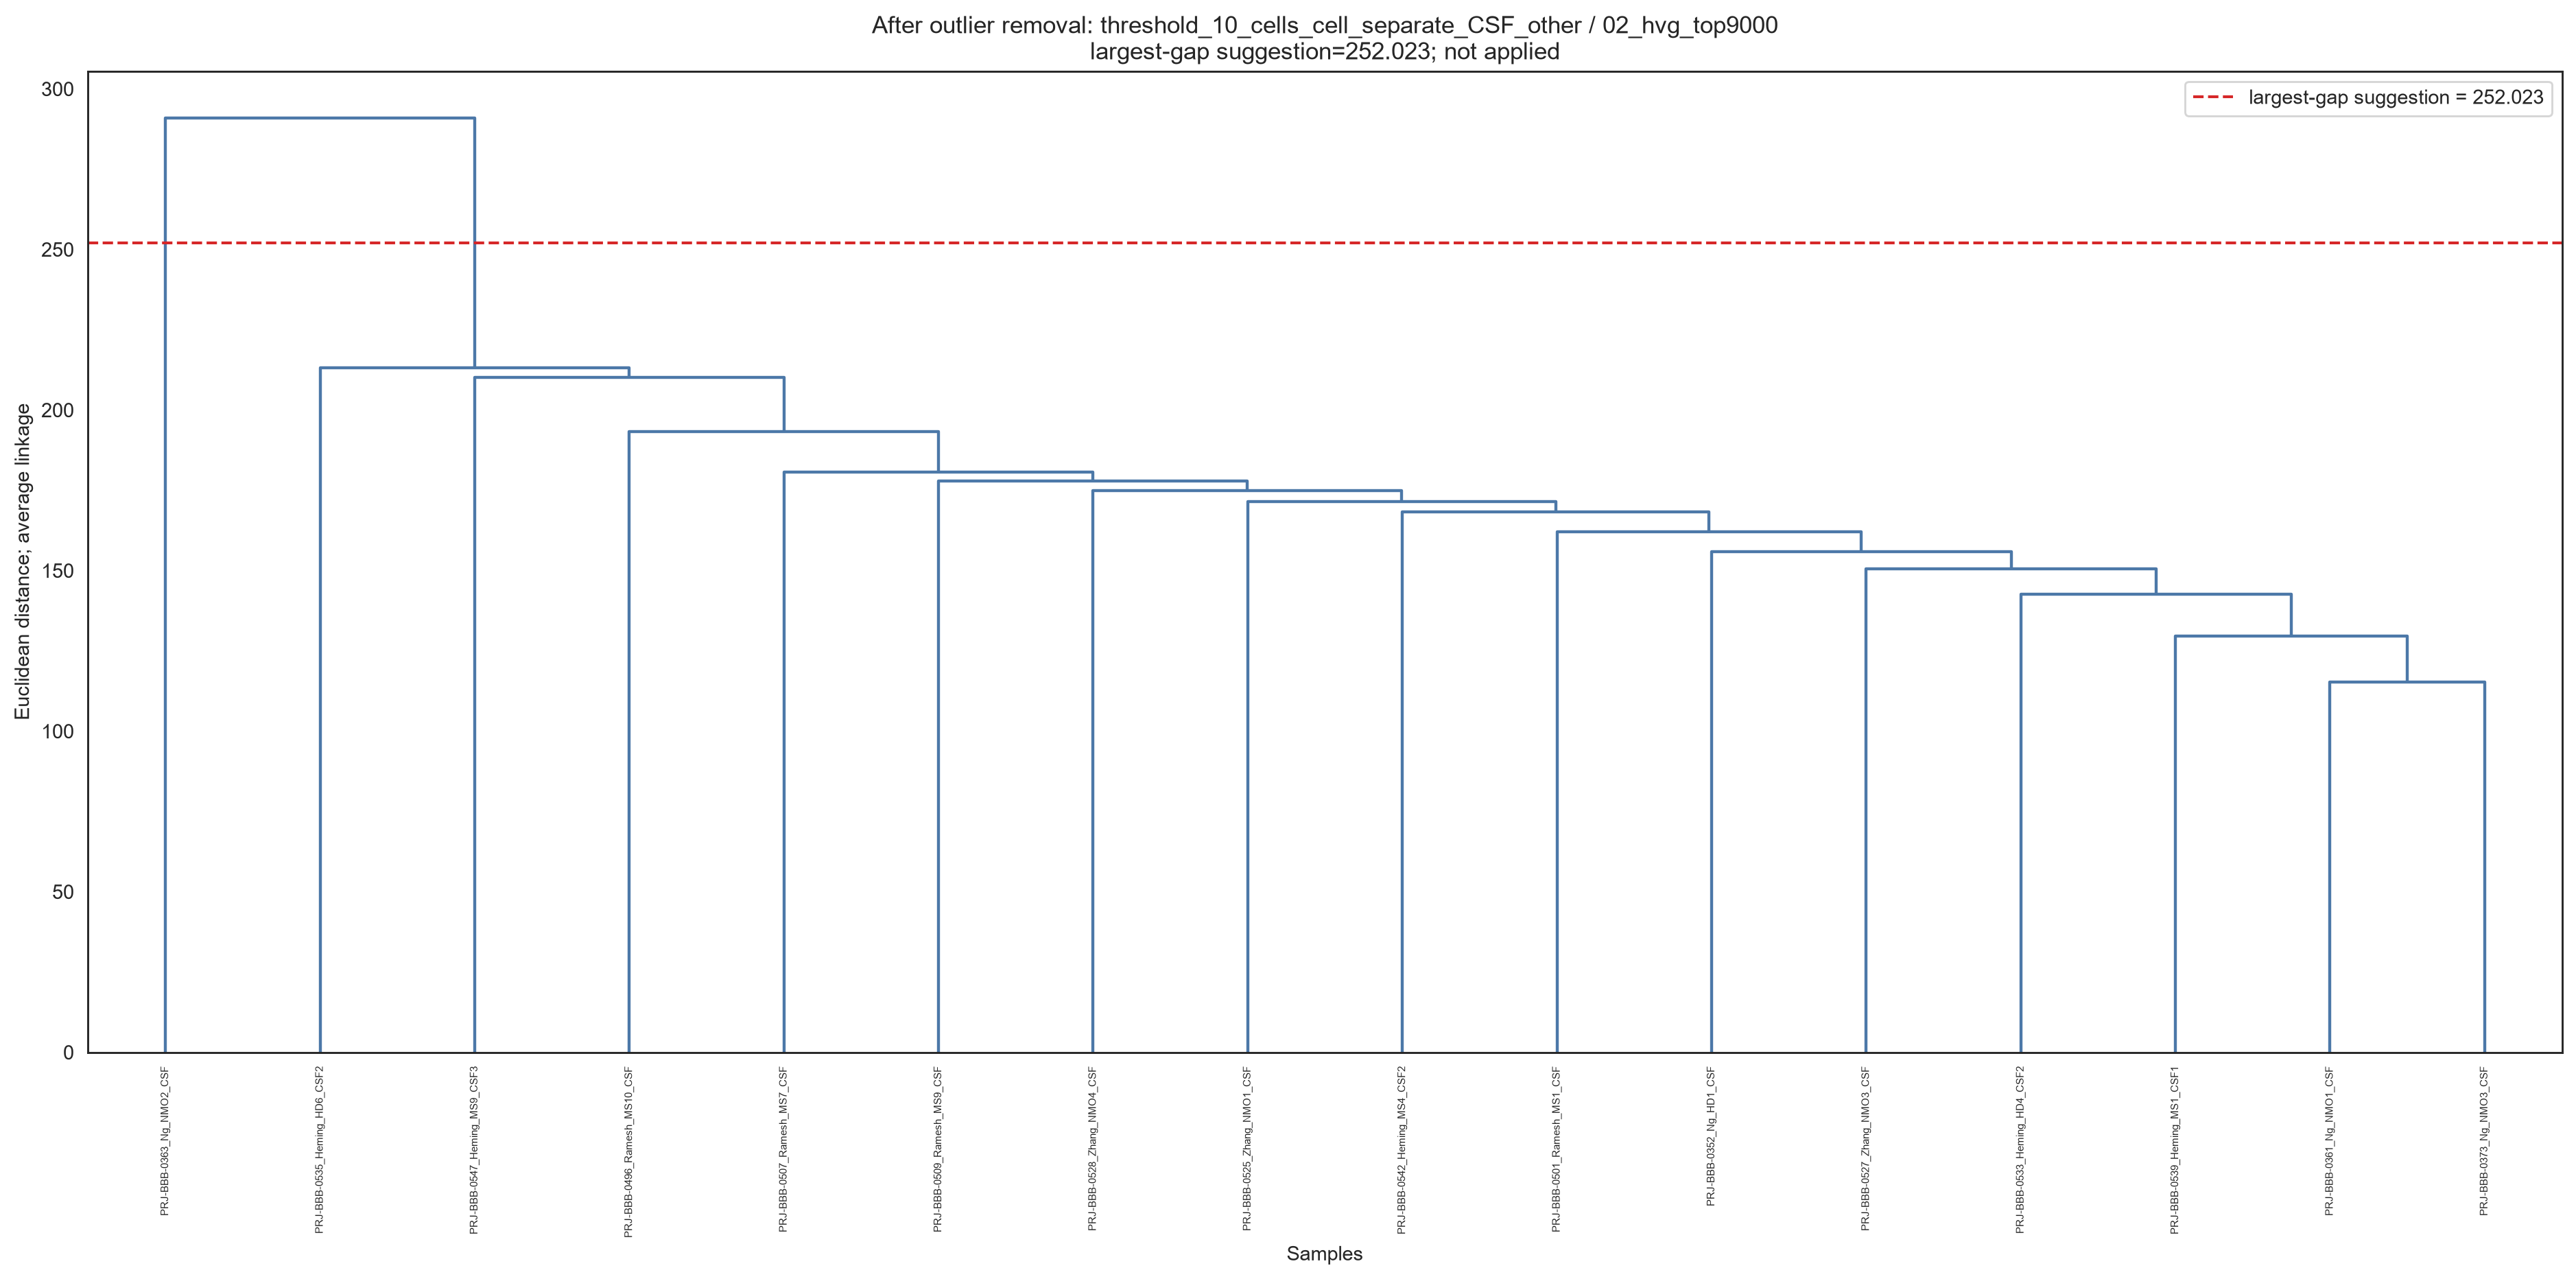 After outlier removal: threshold_10_cells_cell_separate_CSF_other / 02_hvg_top9000
largest-gap suggestion=252.023; not applied
largest-gap suggestion = 252.023
300
250
200
150
100
50
0
Euclidean distance; average linkage
PRJ-BBB-0363_Ng_NMO2_CSF
PRJ-BBB-0535_Heming_HD6_CSF2
PRJ-BBB-0547_Heming_MS9_CSF3
PRJ-BBB-0496_Ramesh_MS10_CSF
PRJ-BBB-0507_Ramesh_MS7_CSF
PRJ-BBB-0509_Ramesh_MS9_CSF
PRJ-BBB-0528_Zhang_NMO4_CSF
PRJ-BBB-0525_Zhang_NMO1_CSF
PRJ-BBB-0542_Heming_MS4_CSF2
PRJ-BBB-0501_Ramesh_MS1_CSF
PRJ-BBB-0352_Ng_HD1_CSF
PRJ-BBB-0527_Zhang_NMO3_CSF
PRJ-BBB-0533_Heming_HD4_CSF2
PRJ-BBB-0539_Heming_MS1_CSF1
PRJ-BBB-0361_Ng_NMO1_CSF
PRJ-BBB-0373_Ng_NMO3_CSF
Samples